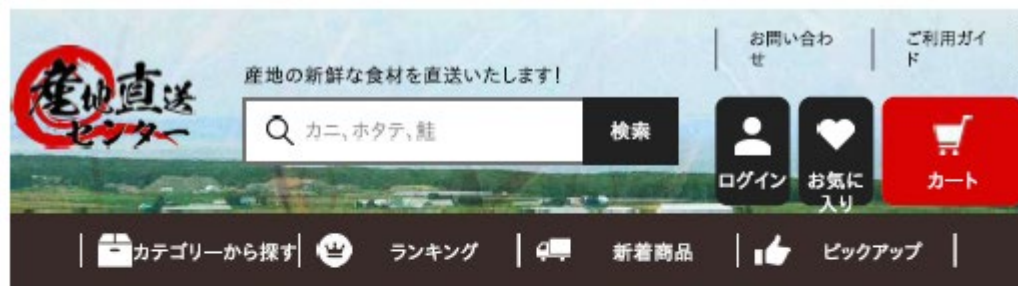 お問い合わ
せ
ご利用ガイ
ド
産地直送
センター
産地の新鮮な食材を直送いたします!
カニ、ホタテ、鮭
検索
ログイン
お気に
入り
カート
カテゴリーから探す
ランキング
新着商品
ピックアップ